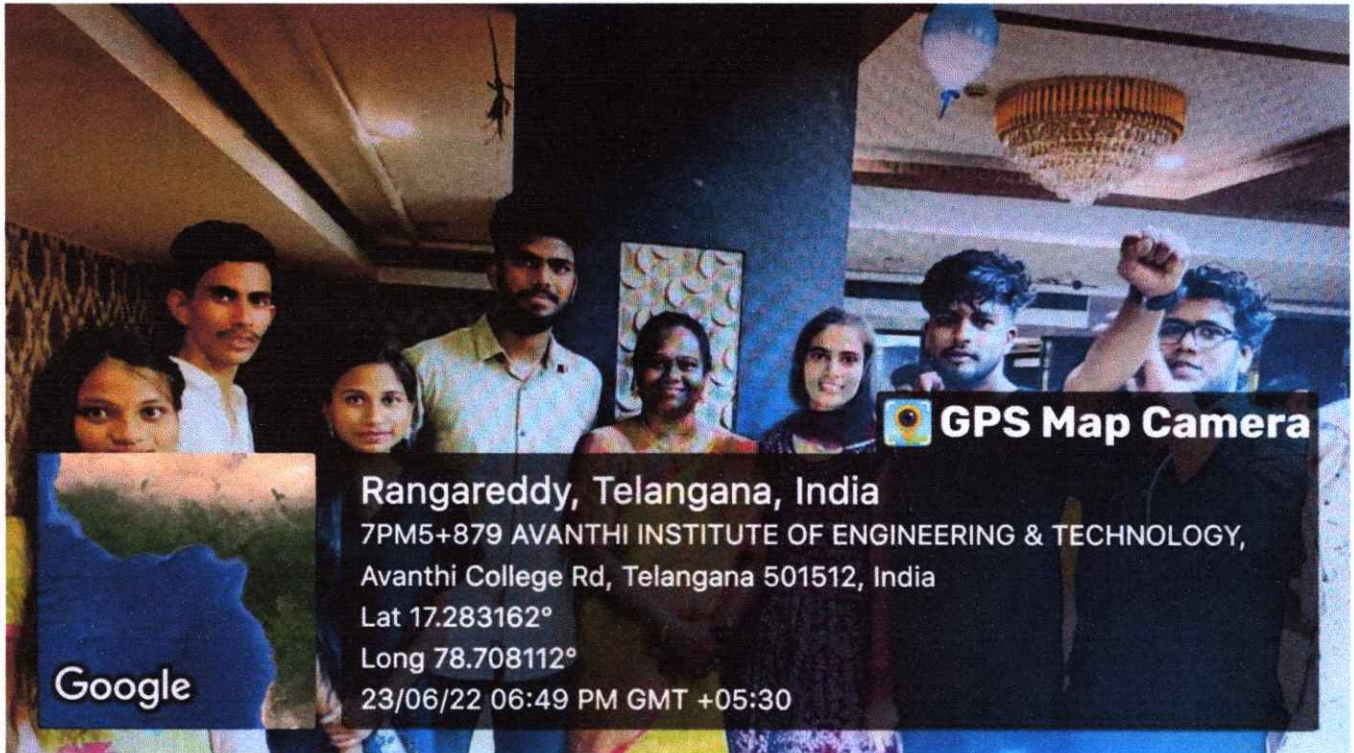 GPS Map Camera
Rangareddy, Telangana, India
7PM5+879 AVANTHI INSTITUTE OF ENGINEERING & TECHNOLOGY,
Avanthi College Rd, Telangana 501512, India
Lat 17.283162°
Long 78.708112°
23/06/22 06:49 PM GMT +05:30
Google